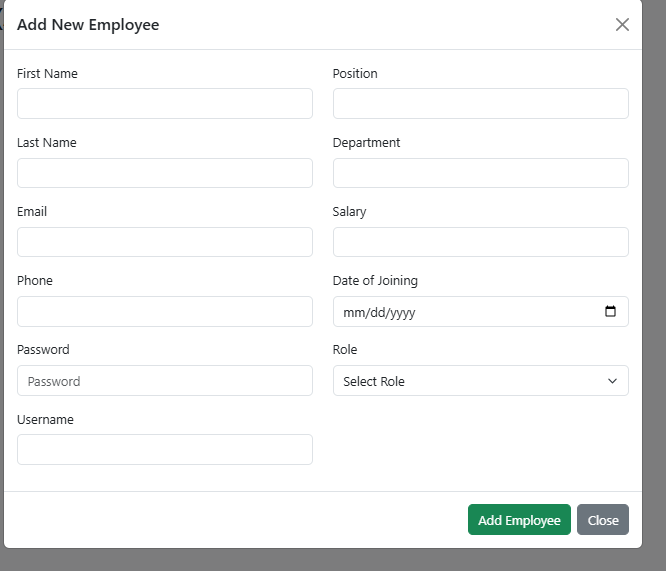 Add New Employee
First Name
Position
Last Name
Department
Email
Salary
Phone
Date of Joining
mm/dd/yyyy
Password
Role
Password
Select Role
Username
Add Employee
Close